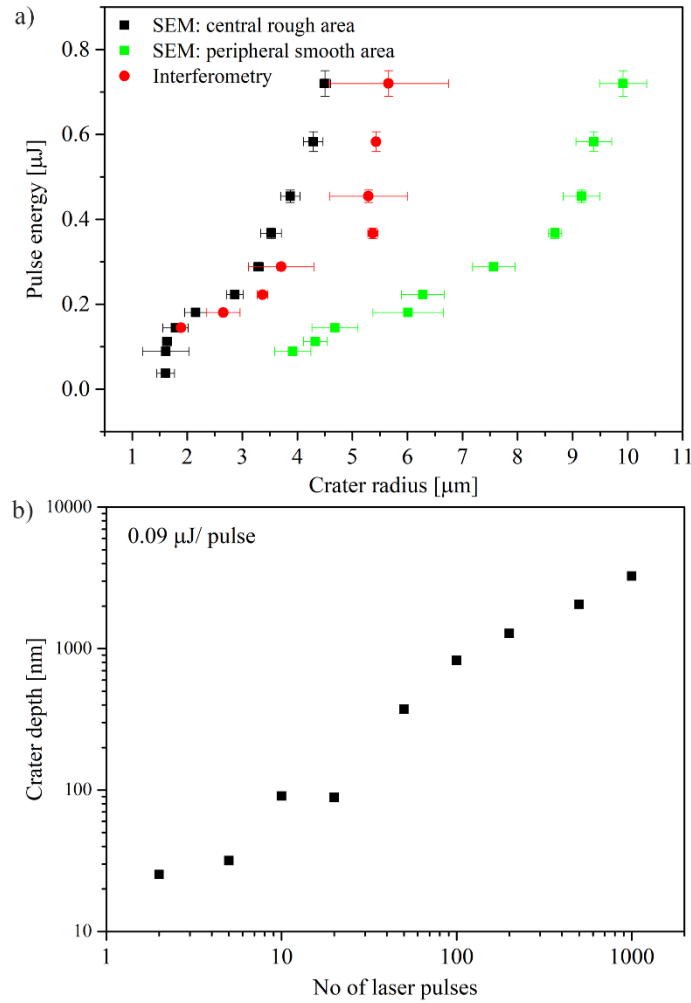 a)
SEM: central rough area
SEM: peripheral smooth area
Interferometry
0.8
0.6
0.4
0.2
0.0
Pulse energy [μJ]
1 2 3 4 5 6 7 8 9 10 11
Crater radius [μm]
b)
0.09 μJ/ pulse
10000
1000
100
10
Crater depth [nm]
1 10 100 1000
No of laser pulses